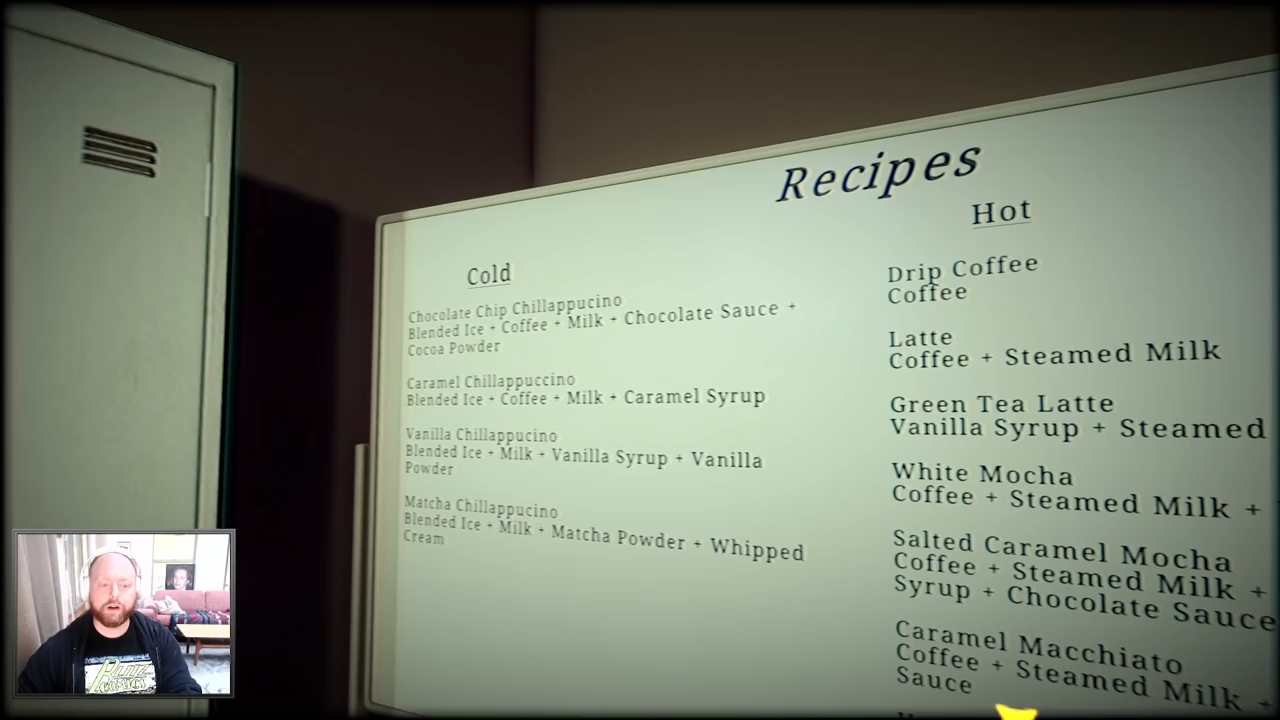 Recipes
Cold
Chocolate Chip Chillappucino
Blended Ice + Coffee + Milk + Chocolate Sauce +
Cocoa Powder
Caramel Chillappuccino
Blended Ice + Coffee + Milk + Caramel Syrup
Vanilla Chillappucino
Blended Ice + Milk + Vanilla Syrup + Vanilla
Powder
Matcha Chillappucino
Blended Ice + Milk + Matcha Powder + Whipped
Cream
Hot
Drip Coffee
Coffee
Latte
Coffee + Steamed Milk
Green Tea Latte
Vanilla Syrup + Steamed
White Mocha
Coffee + Steamed Milk +
Salted Caramel Mocha
Coffee + Steamed Milk +
Syrup + Chocolate Sauce
Caramel Macchiato
Coffee + Steamed Milk +
Sauce
COMICS